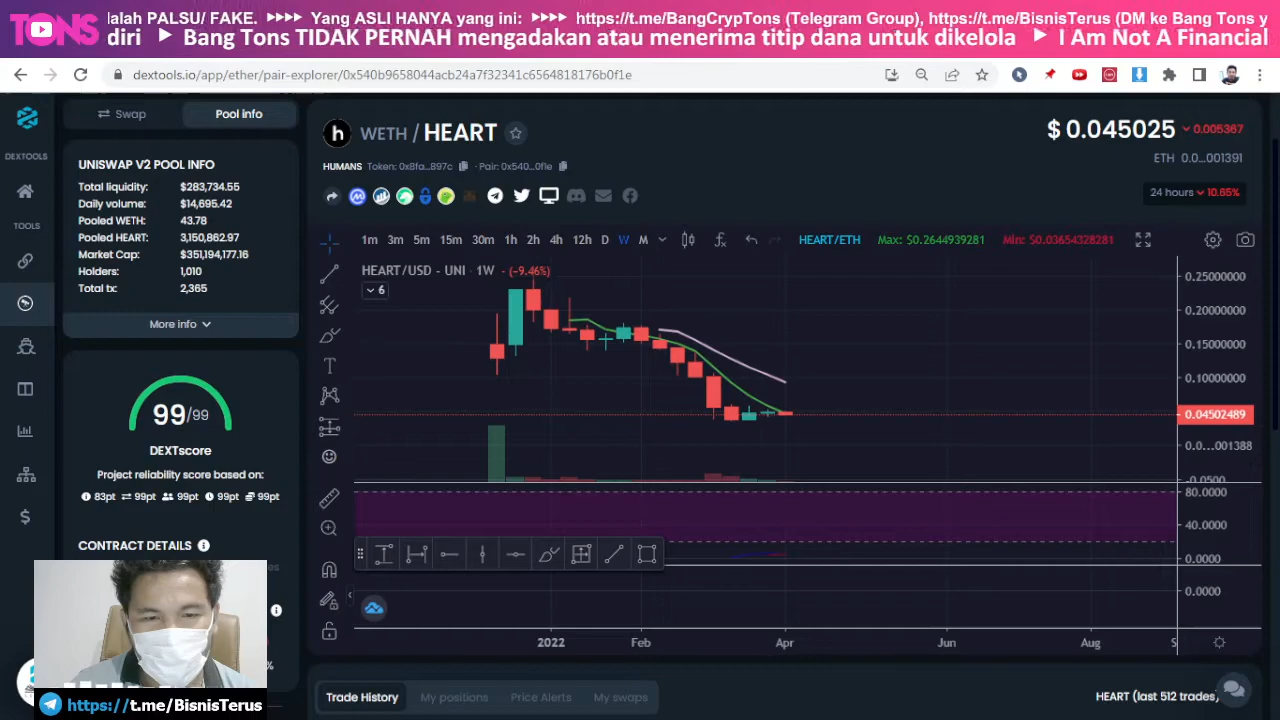 TONS
lalah PALSU/ FAKE. ▸▸▸▸ Yang ASLI HANYA yang ini: ▸▸▸▸ https://t.me/BangCrypTons (Telegram Group), https://t.me/BisnisTerus (DM ke Bang Tons y
diri ▶ Bang Tons TIDAK PERNAH mengadakan atau menerima titip dana untuk dikelola ▶ I Am Not A Financial
dextools.io/app/ether/pair-explorer/0x540b9658044acb24a7f32341c6564818176b0f1e
DEXTOOLS
TOOLS
Swap
Pool info
UNISWAP V2 POOL INFO
Total liquidity: $283,734.55
Daily volume: $14,695.42
Pooled WETH: 43.78
Pooled HEART: 3,150,862.97
Market Cap: $351,194,177.16
Holders: 1,010
Total tx: 2,365
More info
99/99
DEXTscore
Project reliability score based on:
83pt 99pt 99pt 99pt 99pt
CONTRACT DETAILS
h WETH / HEART
HUMANS Token: 0x8fa...897c - Pair: 0x540...0f1e
$ 0.045025 0.005367
ETH 0.0...001391
24 hours 10.65%
1m 3m 5m 15m 30m 1h 2h 4h 12h D W M
HEART/ETH Max: $0.2644939281 Min: $0.03654328281
HEART/USD - UNI · 1W · (−9.46%)
6
0.25000000
0.20000000
0.15000000
0.10000000
0.04502489
0.0...001388
-0.0500
80.0000
40.0000
0.0000
0.0000
2022 Feb Apr Jun Aug S
Trade History
My positions
Price Alerts
My swaps
HEART (last 512 trades)
https://t.me/BisnisTerus